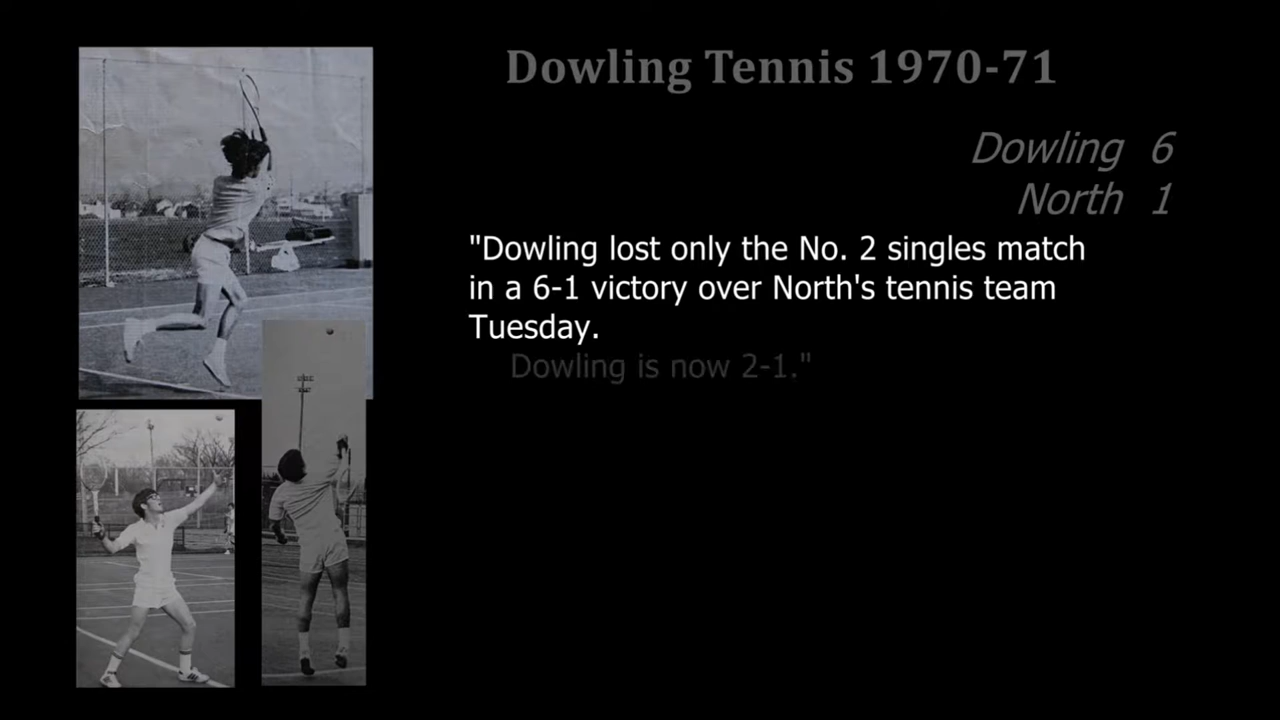 Dowling Tennis 1970-71
Dowling 6
North 1
"Dowling lost only the No. 2 singles match
in a 6-1 victory over North's tennis team
Tuesday.
Dowling is now 2-1."